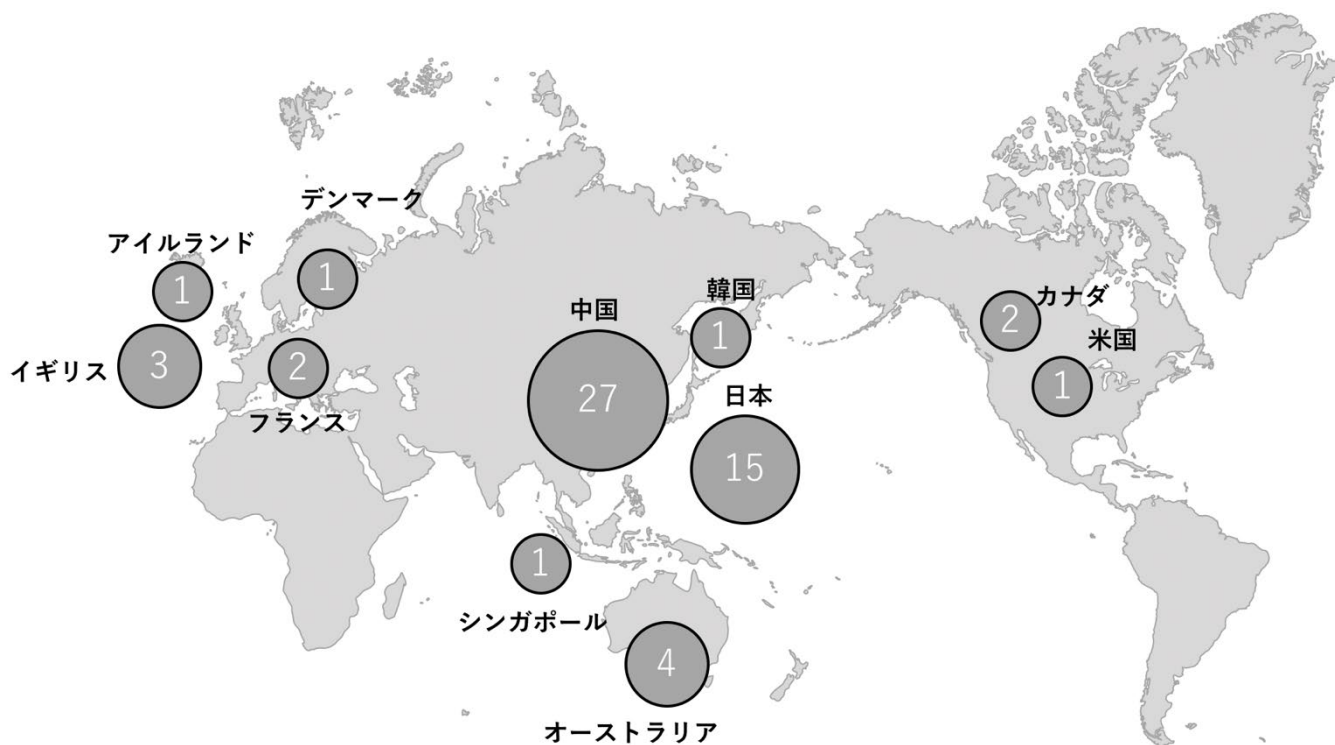 デンマーク
1
アイルランド
1
イギリス
3
2
フランス
中国
27
韓国
1
日本
15
カナダ
2
米国
1
1
シンガポール
4
オーストラリア